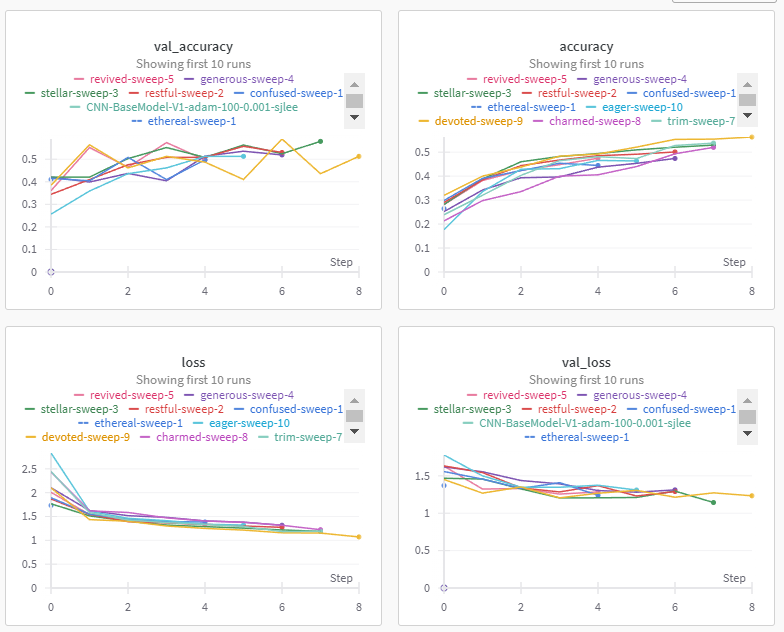 val_accuracy
Showing first 10 runs
revived-sweep-5 generous-sweep-4
stellar-sweep-3 restful-sweep-2 confused-sweep-1
CNN-BaseModel-V1-adam-100-0.001-sjlee
ethereal-sweep-1
0.5
0.4
0.3
0.2
0.1
0
Step
0 2 4 6 8
accuracy
Showing first 10 runs
revived-sweep-5 generous-sweep-4
stellar-sweep-3 restful-sweep-2 confused-sweep-1
ethereal-sweep-1 eager-sweep-10
devoted-sweep-9 charmed-sweep-8 trim-sweep-7
0.5
0.4
0.3
0.2
0.1
0
Step
0 2 4 6 8
loss
Showing first 10 runs
revived-sweep-5 generous-sweep-4
stellar-sweep-3 restful-sweep-2 confused-sweep-1
ethereal-sweep-1 eager-sweep-10
devoted-sweep-9 charmed-sweep-8 trim-sweep-7
2.5
2
1.5
1
0.5
0
Step
0 2 4 6 8
val_loss
Showing first 10 runs
revived-sweep-5 generous-sweep-4
stellar-sweep-3 restful-sweep-2 confused-sweep-1
CNN-BaseModel-V1-adam-100-0.001-sjlee
ethereal-sweep-1
1.5
1
0.5
0
Step
0 2 4 6 8